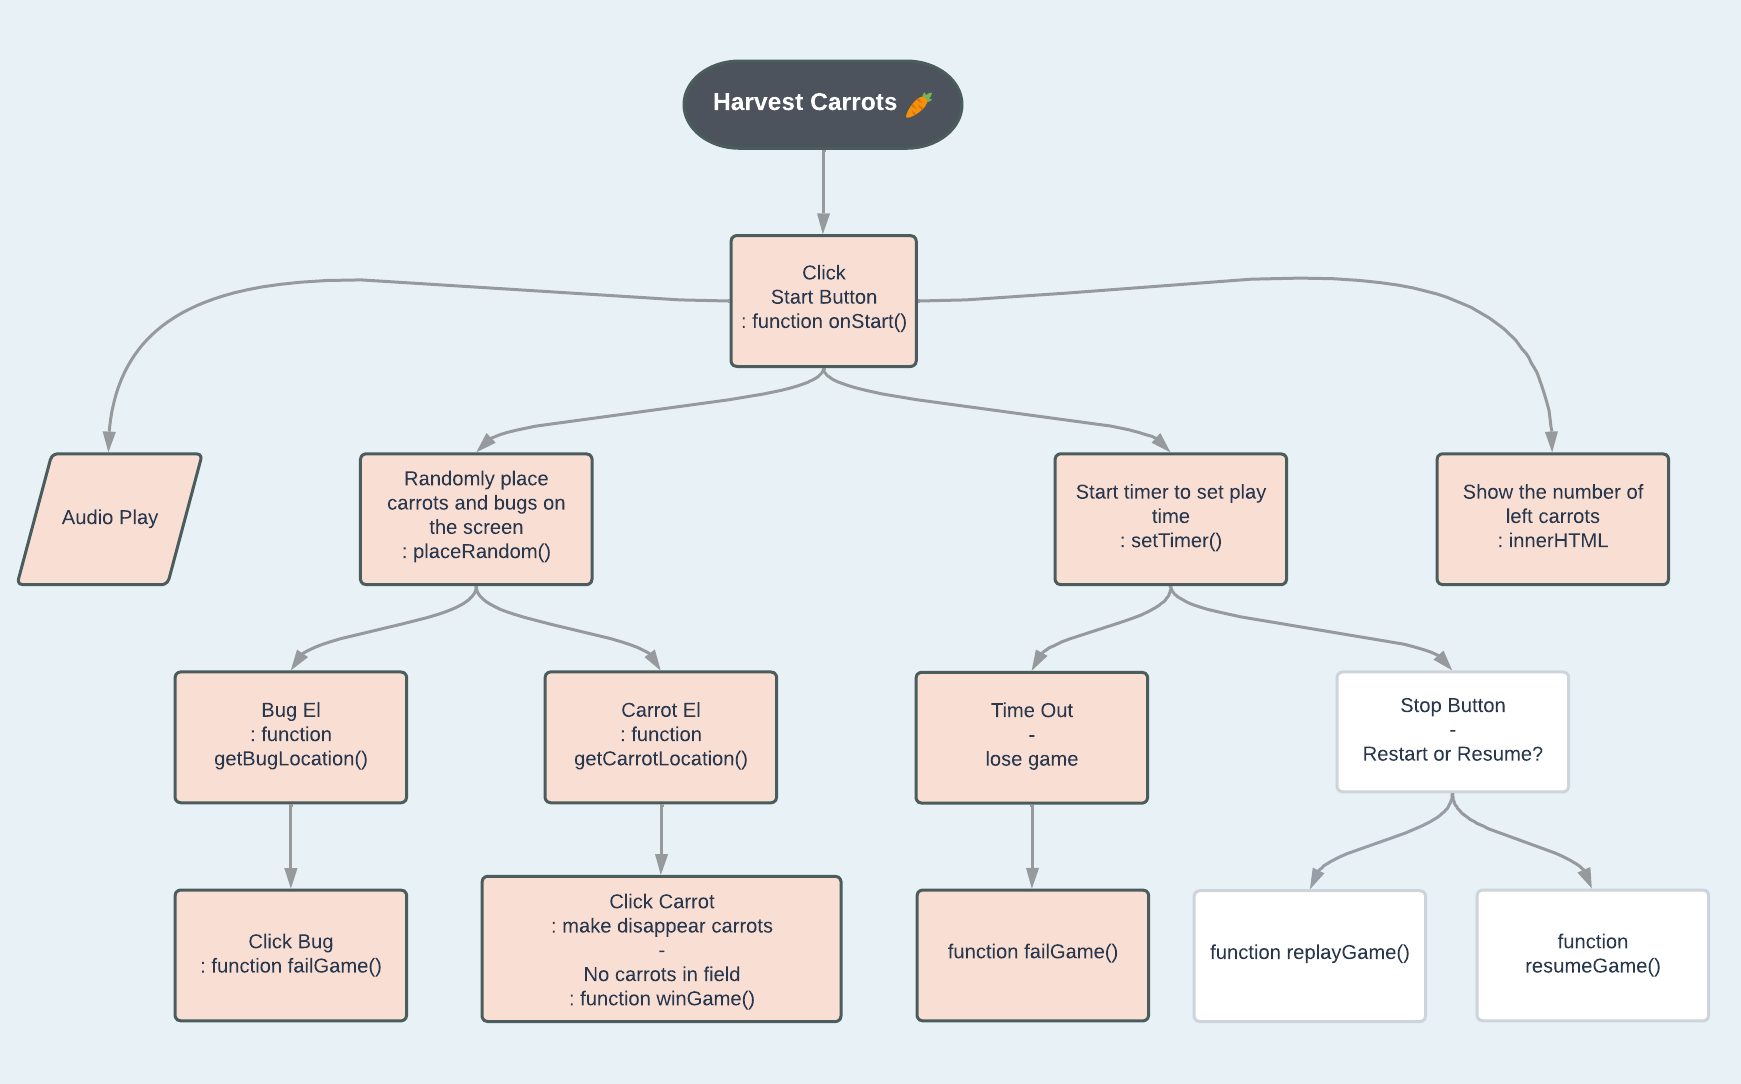 Harvest Carrots 🥕
Click
Start Button
: function onStart()
Audio Play
Randomly place
carrots and bugs on
the screen
: placeRandom()
Start timer to set play
time
: setTimer()
Show the number of
left carrots
: innerHTML
Bug El
: function
getBugLocation()
Carrot El
: function
getCarrotLocation()
Time Out
-
lose game
Stop Button
-
Restart or Resume?
Click Bug
: function failGame()
Click Carrot
: make disappear carrots
-
No carrots in field
: function winGame()
function failGame()
function replayGame()
function
resumeGame()